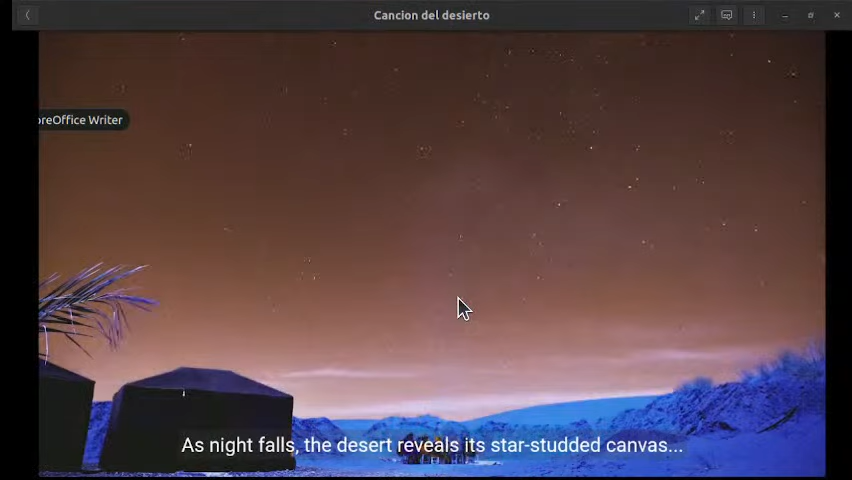 Cancion del desierto
oreOffice Writer
As night falls, the desert reveals its star-studded canvas...